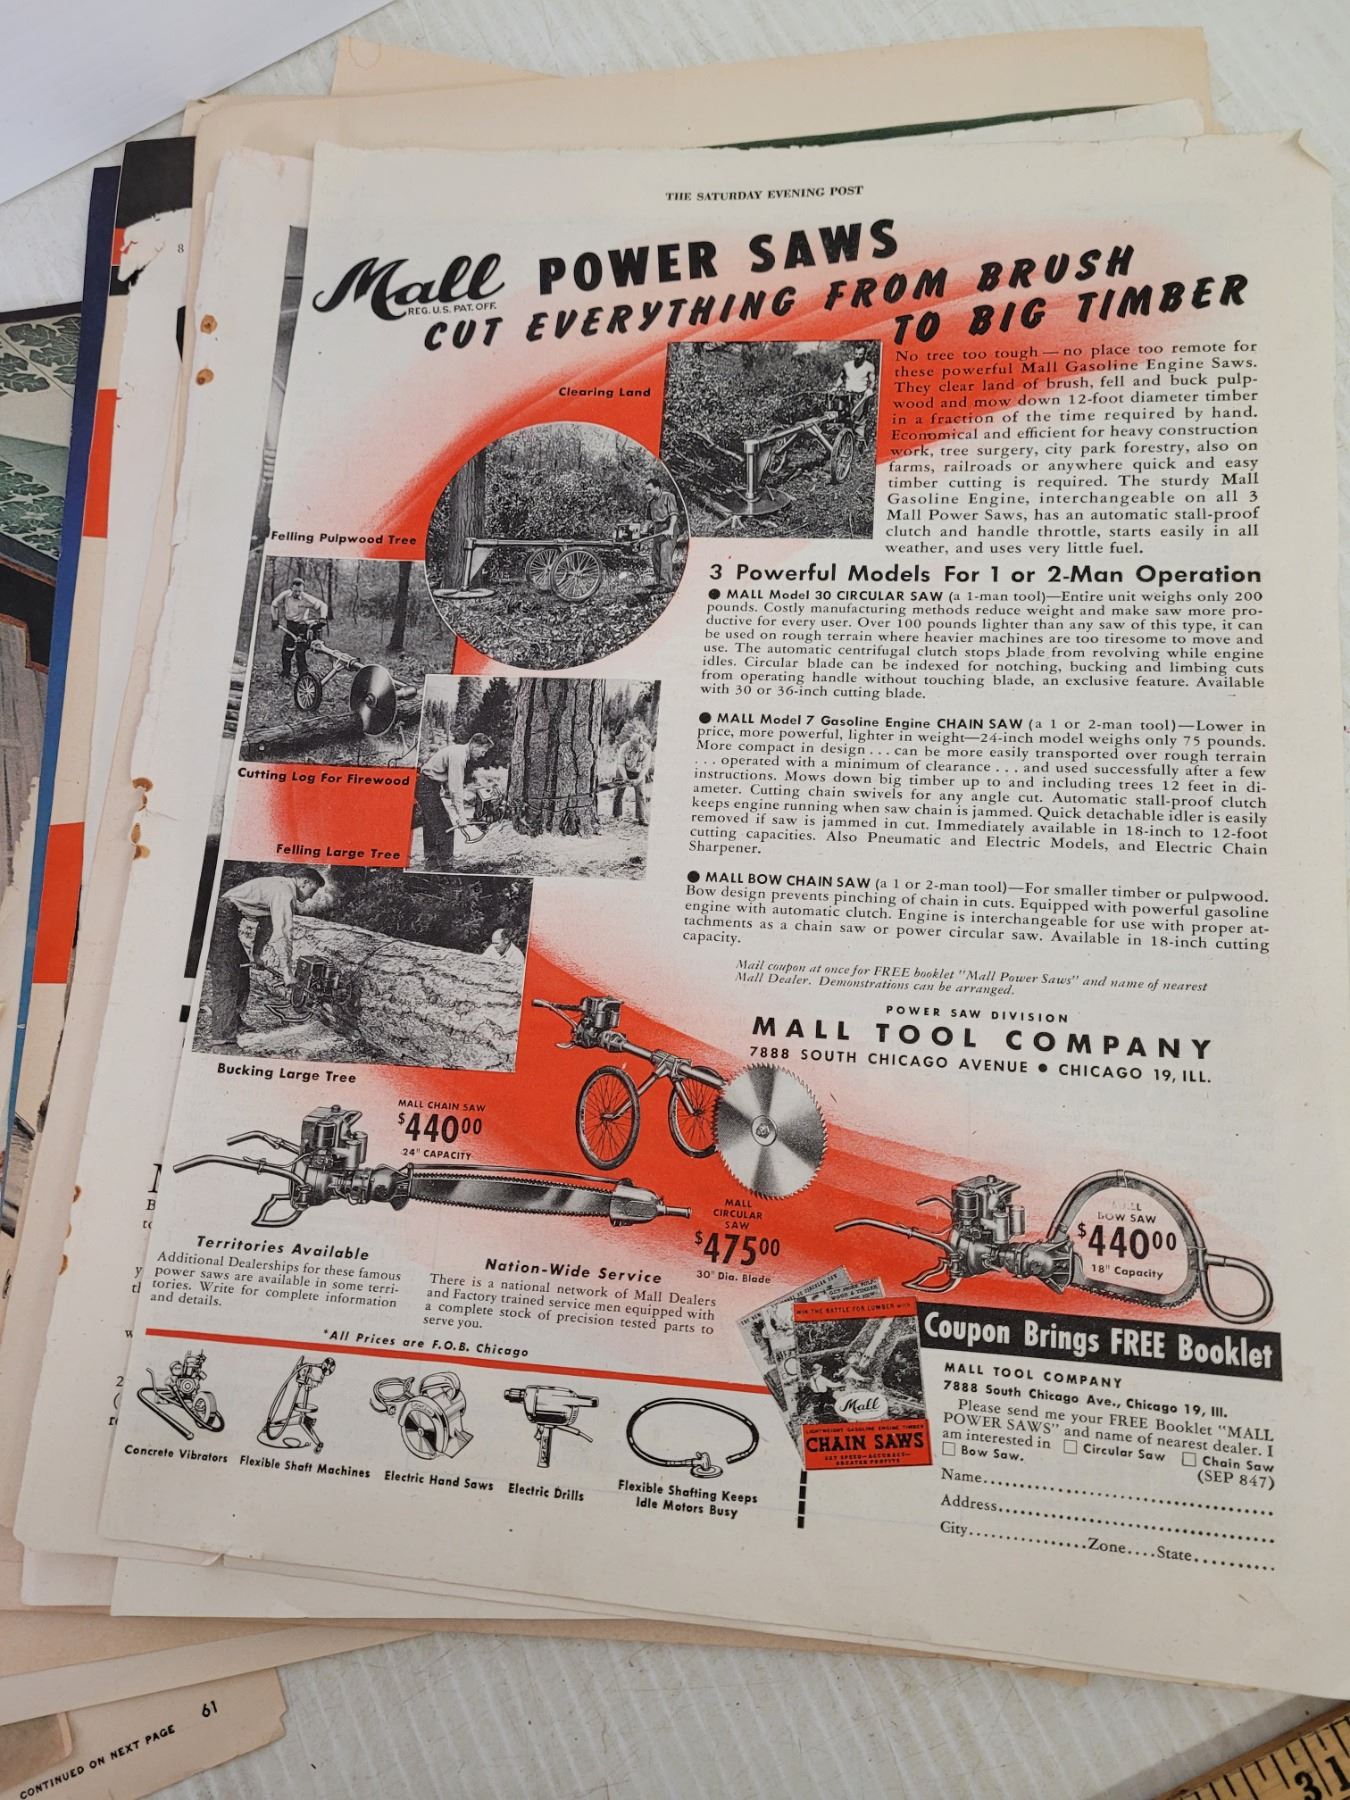 THE SATURDAY EVENING POST
Mall POWER SAWS
REG. U.S. PAT. OFF.
CUT EVERYTHING FROM BRUSH
TO BIG TIMBER
Clearing Land
Felling Pulpwood Tree
Cutting Log For Firewood
Felling Large Tree
Bucking Large Tree
No tree too tough — no place too remote for
these powerful Mall Gasoline Engine Saws.
They clear land of brush, fell and buck pulp-
wood and mow down 12-foot diameter timber
in a fraction of the time required by hand.
Economical and efficient for heavy construction
work, tree surgery, city park forestry, also on
farms, railroads or anywhere quick and easy
timber cutting is required. The sturdy Mall
Gasoline Engine, interchangeable on all 3
Mall Power Saws, has an automatic stall-proof
clutch and handle throttle, starts easily in all
weather, and uses very little fuel.
3 Powerful Models For 1 or 2-Man Operation
● MALL Model 30 CIRCULAR SAW (a 1-man tool)—Entire unit weighs only 200
pounds. Costly manufacturing methods reduce weight and make saw more pro-
ductive for every user. Over 100 pounds lighter than any saw of this type, it can
be used on rough terrain where heavier machines are too tiresome to move and
use. The automatic centrifugal clutch stops blade from revolving while engine
idles. Circular blade can be indexed for notching, bucking and limbing cuts
from operating handle without touching blade, an exclusive feature. Available
with 30 or 36-inch cutting blade.
● MALL Model 7 Gasoline Engine CHAIN SAW (a 1 or 2-man tool)—Lower in
price, more powerful, lighter in weight—24-inch model weighs only 75 pounds.
More compact in design . . . can be more easily transported over rough terrain
. . . operated with a minimum of clearance . . . and used successfully after a few
instructions. Mows down big timber up to and including trees 12 feet in di-
ameter. Cutting chain swivels for any angle cut. Automatic stall-proof clutch
keeps engine running when saw chain is jammed. Quick detachable idler is easily
removed if saw is jammed in cut. Immediately available in 18-inch to 12-foot
cutting capacities. Also Pneumatic and Electric Models, and Electric Chain
Sharpener.
● MALL BOW CHAIN SAW (a 1 or 2-man tool)—For smaller timber or pulpwood.
Bow design prevents pinching of chain in cuts. Equipped with powerful gasoline
engine with automatic clutch. Engine is interchangeable for use with proper at-
tachments as a chain saw or power circular saw. Available in 18-inch cutting
capacity.
Mail coupon at once for FREE booklet "Mall Power Saws" and name of nearest
Mall Dealer. Demonstrations can be arranged.
POWER SAW DIVISION
MALL TOOL COMPANY
7888 SOUTH CHICAGO AVENUE ● CHICAGO 19, ILL.
MALL CHAIN SAW
$440.00
24" CAPACITY
MALL
CIRCULAR
SAW
$475.00
30" Dia. Blade
BOW SAW
$440.00
18" Capacity
Territories Available
Additional Dealerships for these famous
power saws are available in some terri-
tories. Write for complete information
and details.
Nation-Wide Service
There is a national network of Mall Dealers
and Factory trained service men equipped with
a complete stock of precision tested parts to
serve you.
*All Prices are F.O.B. Chicago
Concrete Vibrators
Flexible Shaft Machines
Electric Hand Saws
Electric Drills
Flexible Shafting Keeps
Idle Motors Busy
WIN THE BATTLE FOR LUMBER with
Mall
LIGHTWEIGHT GASOLINE ENGINE TIMBER
CHAIN SAWS
Coupon Brings FREE Booklet
MALL TOOL COMPANY
7888 South Chicago Ave., Chicago 19, Ill.
Please send me your FREE Booklet "MALL
POWER SAWS" and name of nearest dealer. I
am interested in □ Circular Saw □ Chain Saw
□ Bow Saw. (SEP 847)
Name
Address
City Zone State
8
61
CONTINUED ON NEXT PAGE
31